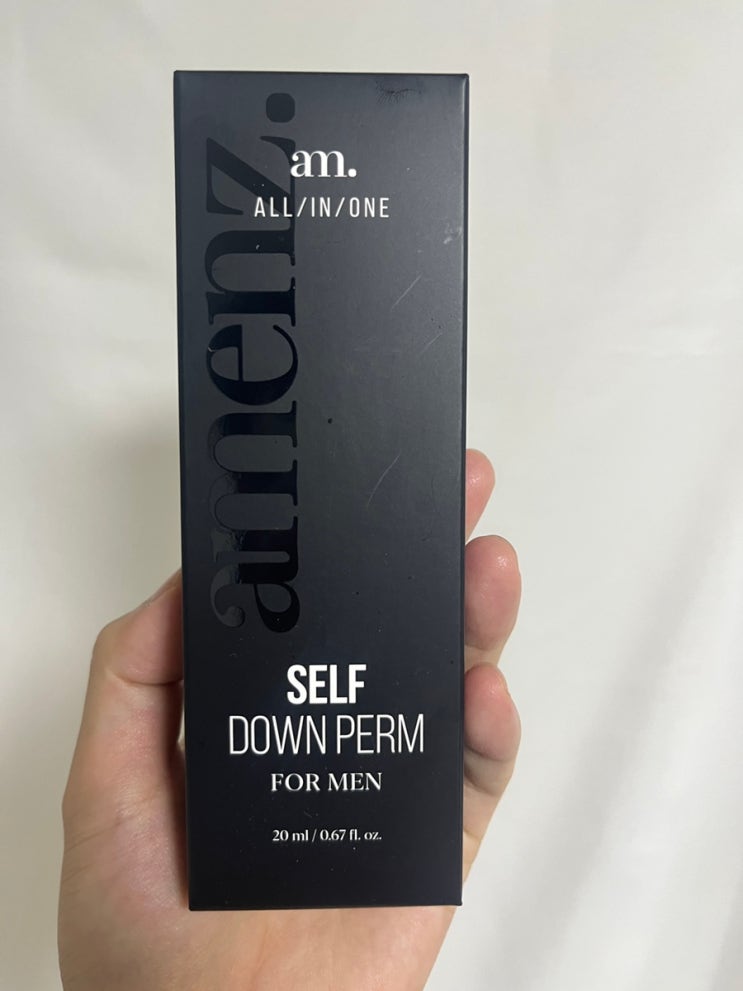 am.
ALL/IN/ONE
amenz.
SELF
DOWN PERM
FOR MEN
20 ml / 0.67 fl. oz.